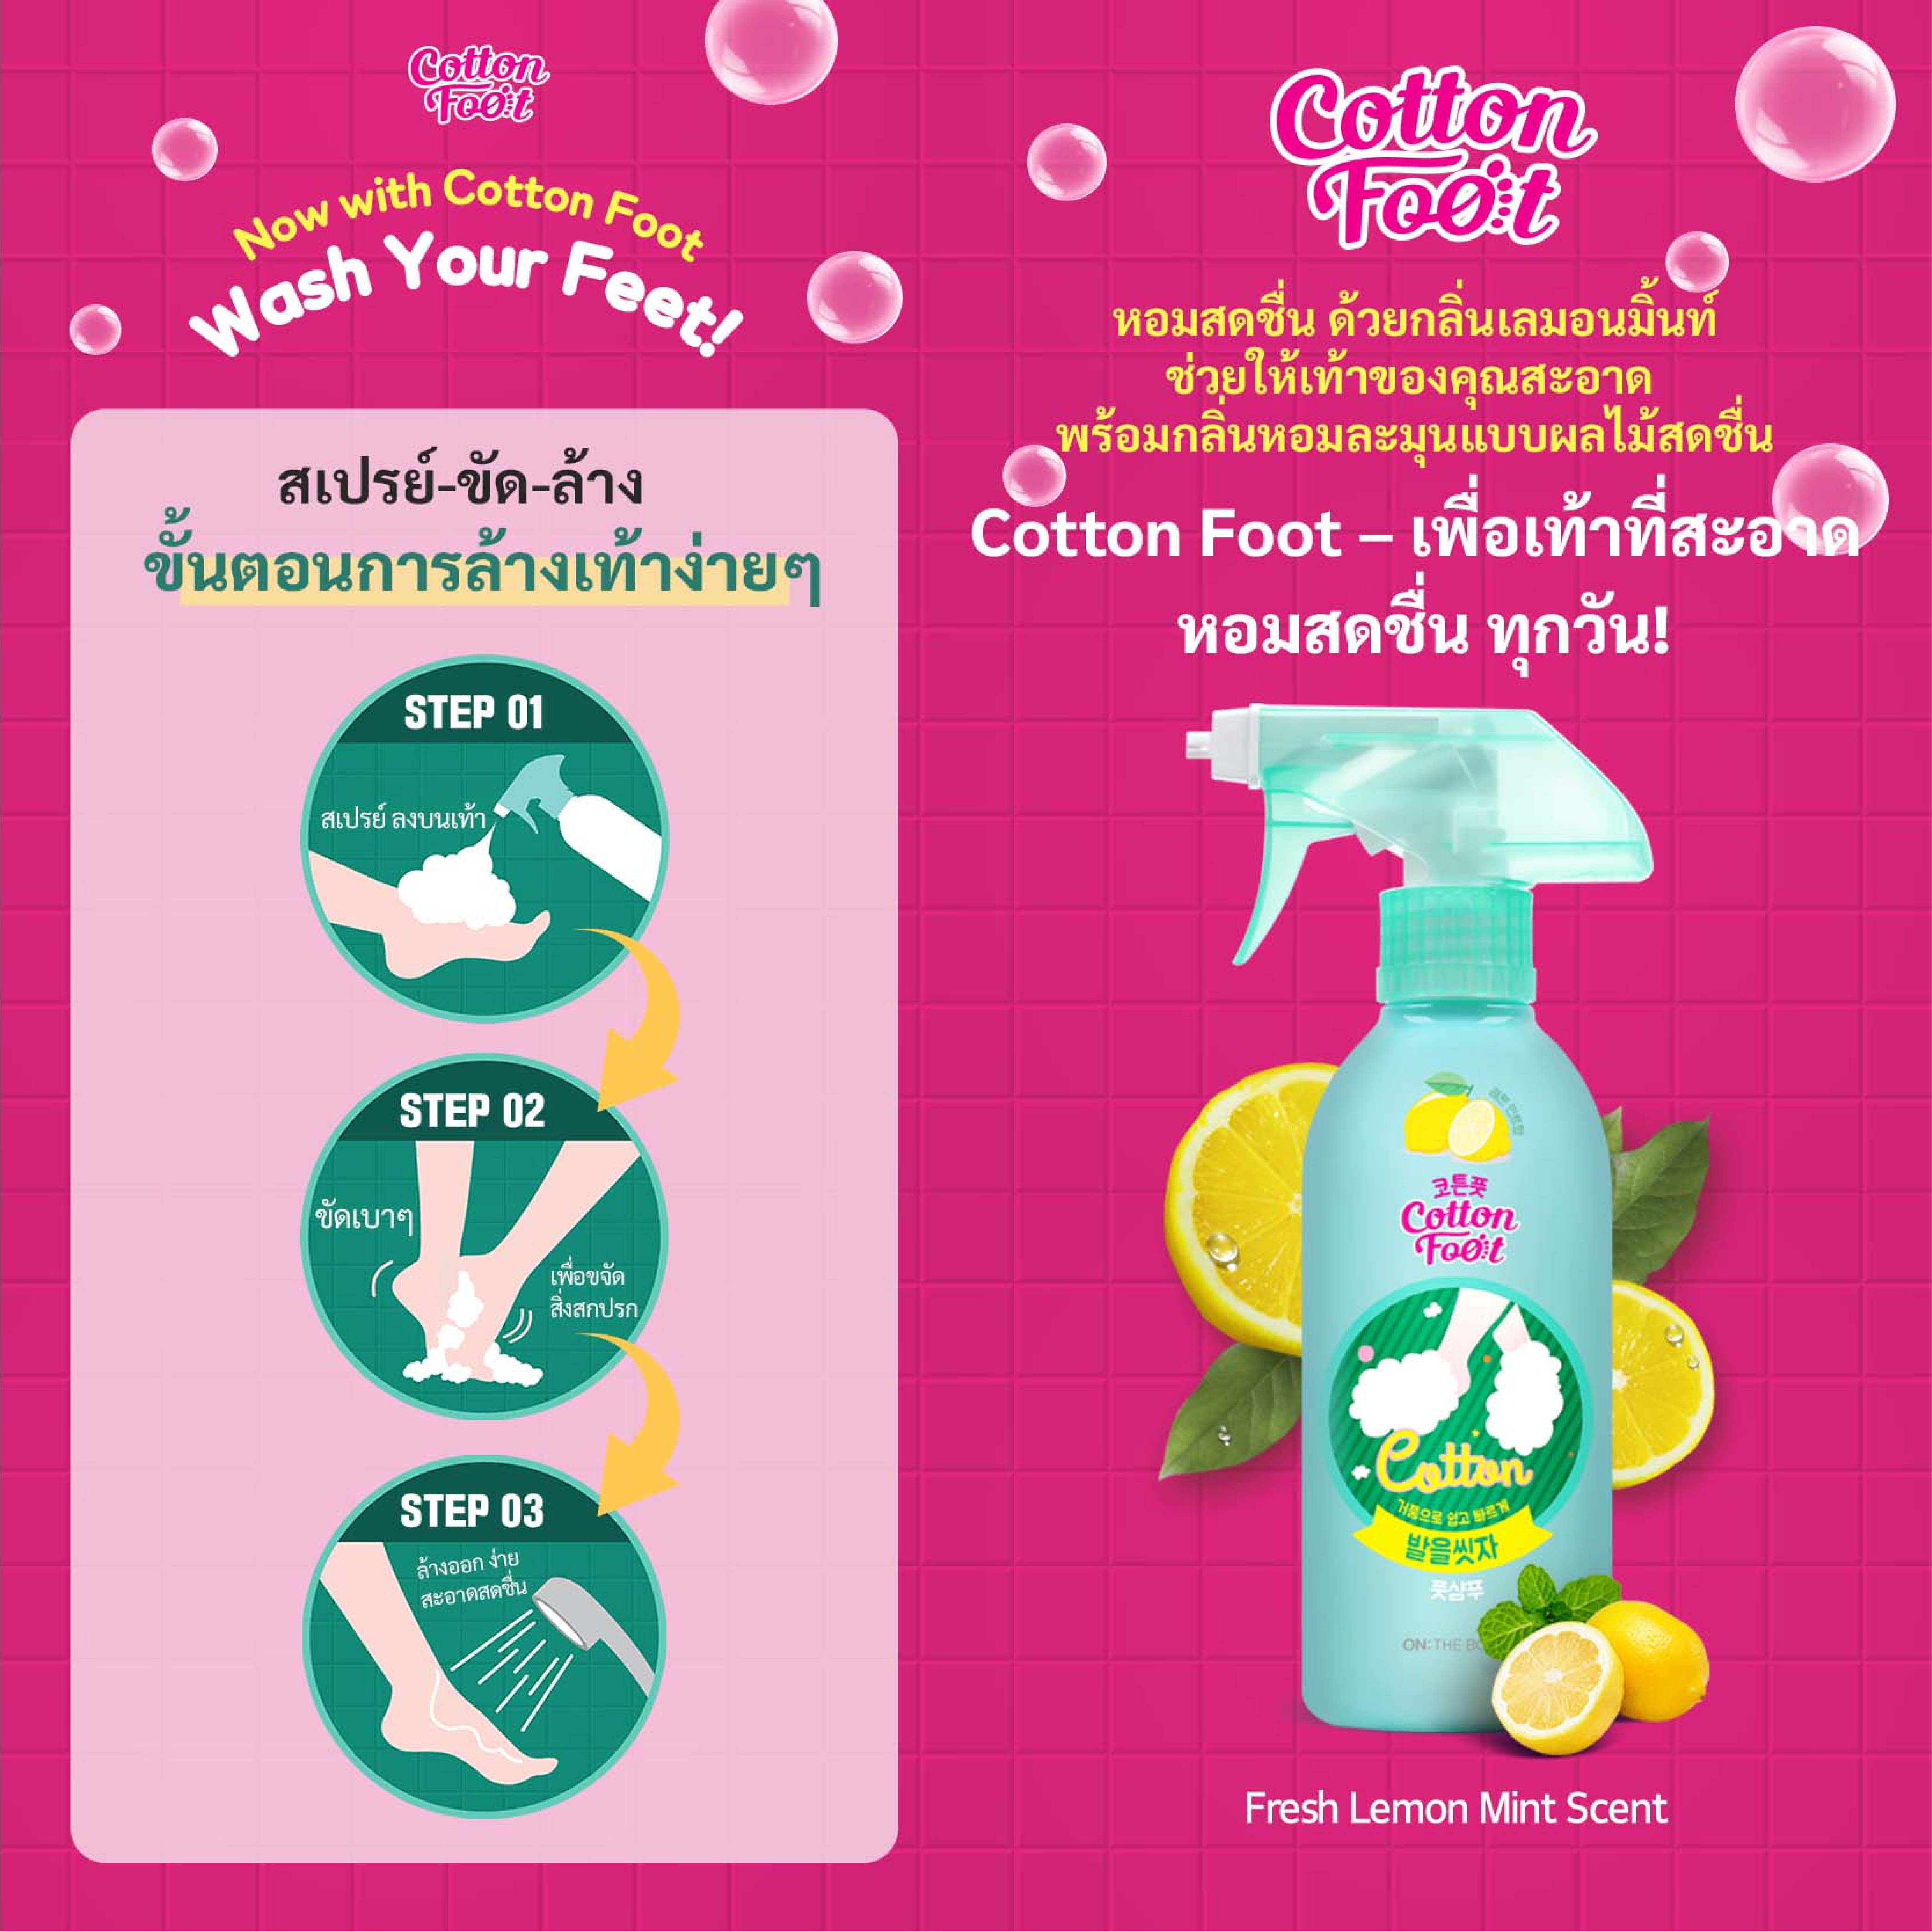 Cotton
Foot
Now with Cotton Foot
Wash Your Feet!
สเปรย์-ขัด-ล้าง
ขั้นตอนการล้างเท้าง่ายๆ
STEP 01
สเปรย์ ลงบนเท้า
STEP 02
ขัดเบาๆ
เพื่อขจัด
สิ่งสกปรก
STEP 03
ล้างออก ง่าย
สะอาดสดชื่น
Cotton
Foot
หอมสดชื่น ด้วยกลิ่นเลมอนมิ้นท์
ช่วยให้เท้าของคุณสะอาด
พร้อมกลิ่นหอมละมุนแบบผลไม้สดชื่น
Cotton Foot – เพื่อเท้าที่สะอาด
หอมสดชื่น ทุกวัน!
레몬 민트향
코튼풋
Cotton
Foot
Cotton
거품으로 쉽고 빠르게
발을씻자
풋샴푸
ON: THE
Fresh Lemon Mint Scent